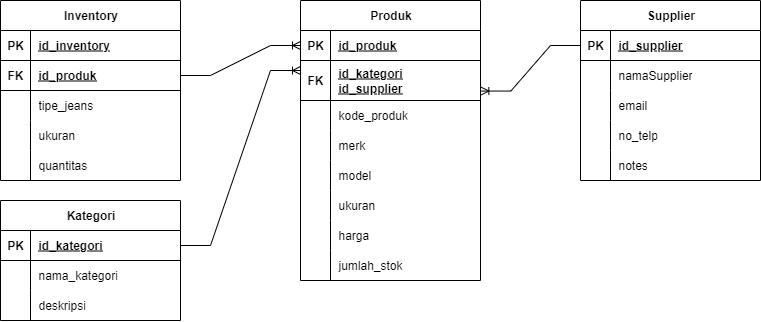 Inventory
PK id_inventory
FK id_produk
tipe_jeans
ukuran
quantitas
Kategori
PK id_kategori
nama_kategori
deskripsi
Produk
PK id_produk
FK id_kategori
id_supplier
kode_produk
merk
model
ukuran
harga
jumlah_stok
Supplier
PK id_supplier
namaSupplier
email
no_telp
notes